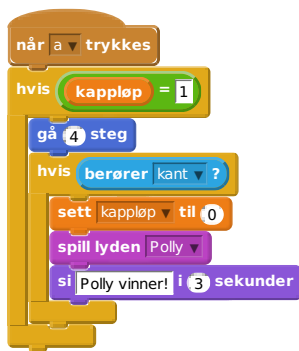 når a trykkes
hvis kappløp = 1
gå 4 steg
hvis berører kant ?
sett kappløp til 0
spill lyden Polly
si Polly vinner! i 3 sekunder